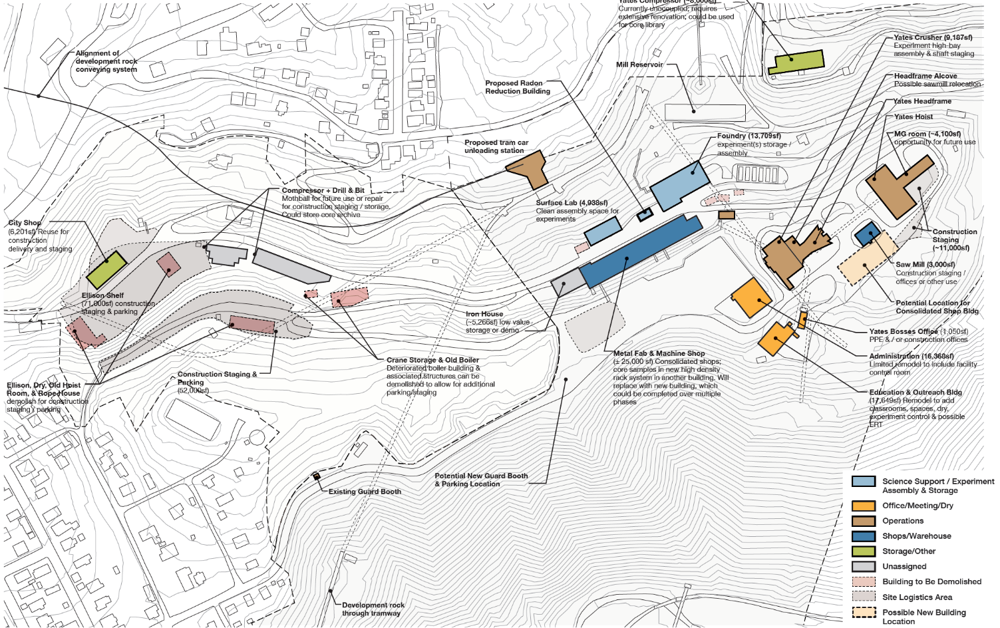 Yates Compressor (~8,000sf)
Currently unoccupied; requires
extensive renovation; could be used
for core library
Yates Crusher (9,187sf)
Experiment high-bay
assembly & shaft staging
Alignment of
development rock
conveying system
Mill Reservoir
Headframe Alcove
Possible sawmill relocation
Proposed Radon
Reduction Building
Yates Headframe
Yates Hoist
MG room (~4,100sf)
opportunity for future use
Foundry (13,709sf)
experiment(s) storage /
assembly
Proposed tram car
unloading station
Compressor + Drill & Bit
Mothball for future use or repair
for construction staging / storage.
Could store core archive
Surface Lab (4,938sf)
Clean assembly space for
experiments
City Shop
(6,201sf) Reuse for
construction
delivery and staging
Construction
Staging
(~11,000sf)
Saw Mill (3,000sf)
Construction staging /
offices or other use
Ellison Shelf
(71,000sf) construction
staging & parking
Potential Location for
Consolidated Shop Bldg
Iron House
(~5,266sf) low value
storage or demo
Yates Bosses Office (1,050sf)
PPE & / or construction offices
Metal Fab & Machine Shop
(± 25,000 sf) Consolidated shops;
core samples in new high density
rack system in another building. Will
replace with new building, which
could be completed over multiple
phases
Administration (16,368sf)
Limited remodel to include facility
control room
Crane Storage & Old Boiler
Deteriorated boiler building &
associated structures can be
demolished to allow for additional
parking/staging
Construction Staging &
Parking
(52,000sf)
Ellison, Dry, Old Hoist
Room, & Rope House
demolish for construction
staging / parking
Education & Outreach Bldg
(17,649sf) Remodel to add
classrooms, spaces, dry,
experiment control & possible
ERT
Potential New Guard Booth
& Parking Location
Existing Guard Booth
Development rock
through tramway
Science Support / Experiment
Assembly & Storage
Office/Meeting/Dry
Operations
Shops/Warehouse
Storage/Other
Unassigned
Building to Be Demolished
Site Logistics Area
Possible New Building
Location